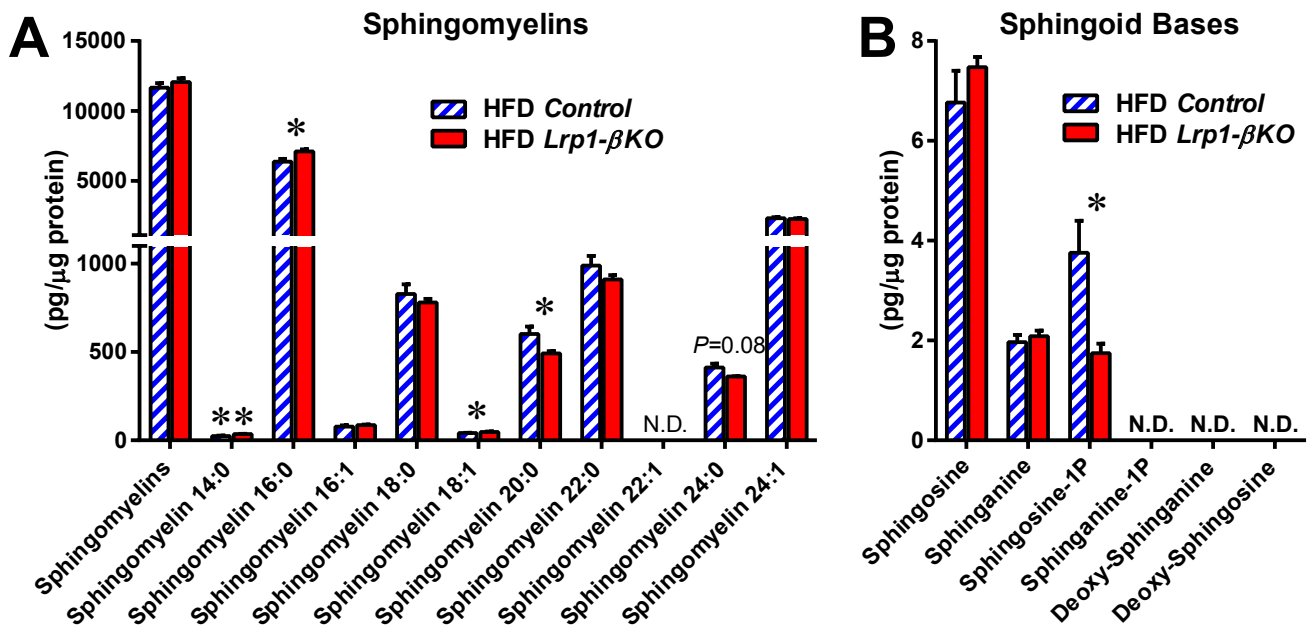 A
Sphingomyelins
15000
10000
5000
1000
500
0
(pg/μg protein)
HFD Control
HFD Lrp1-βKO
**
*
*
*
P=0.08
N.D.
Sphingomyelins
Sphingomyelin 14:0
Sphingomyelin 16:0
Sphingomyelin 16:1
Sphingomyelin 18:0
Sphingomyelin 18:1
Sphingomyelin 20:0
Sphingomyelin 22:0
Sphingomyelin 22:1
Sphingomyelin 24:0
Sphingomyelin 24:1
B
Sphingoid Bases
8
6
4
2
0
(pg/μg protein)
HFD Control
HFD Lrp1-βKO
*
N.D. N.D. N.D.
Sphingosine
Sphinganine
Sphingosine-1P
Sphinganine-1P
Deoxy-Sphinganine
Deoxy-Sphingosine